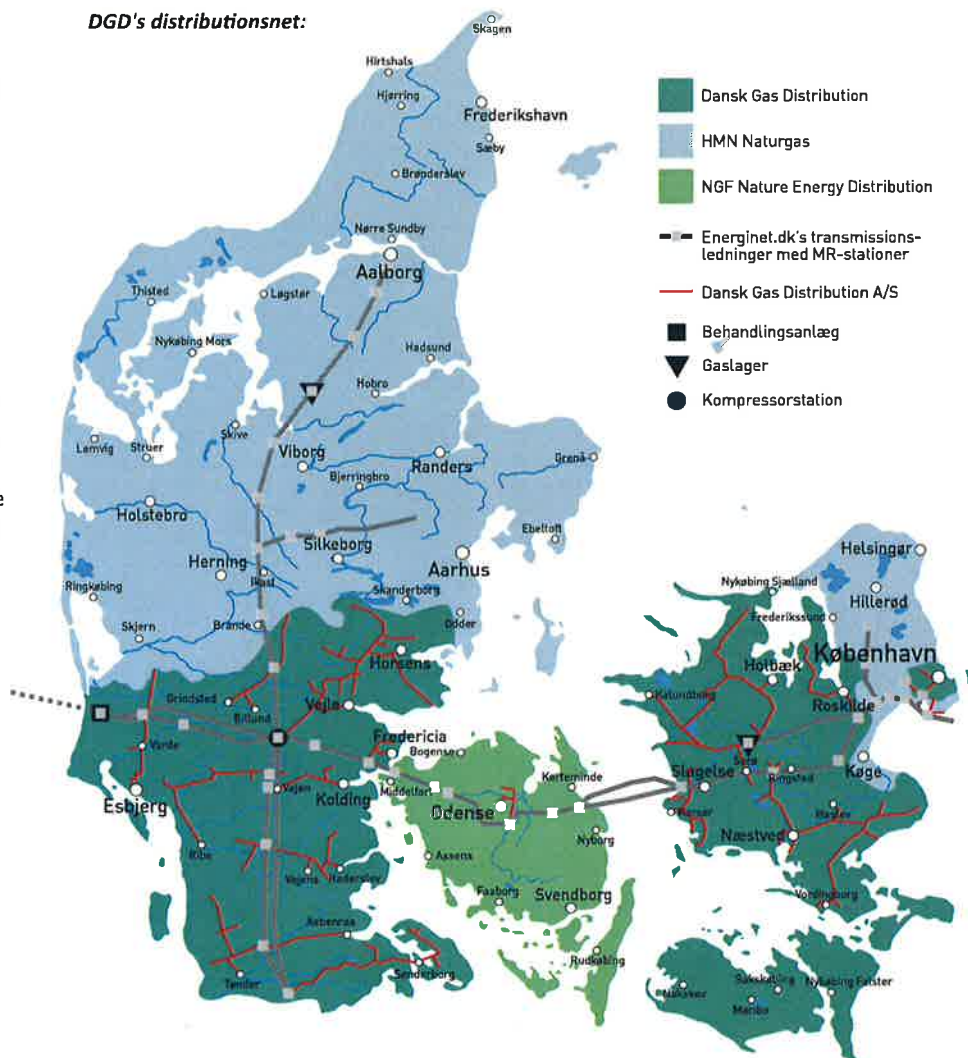 DGD's distributionsnet:
Skagen
Hirtshals
Hjørring
Frederikshavn
Sæby
Brønderslev
Nørre Sundby
Aalborg
Thisted
Løgstør
Nykøbing Mors
Hadsund
Hobro
Skive
Lemvig
Struer
Viborg
Randers
Bjerringbro
Grenå
Holstebro
Ebeltoft
Silkeborg
Herning
Aarhus
Ikast
Ringkøbing
Skanderborg
Skjern
Brande
Odder
Horsens
Grindsted
Billund
Vejle
Varde
Fredericia
Bogense
Esbjerg
Vejen
Kolding
Middelfart
Kerteminde
Odense
Nyborg
Ribe
Vojens
Haderslev
Assens
Faaborg
Svendborg
Aabenraa
Rudkøbing
Tønder
Sønderborg
Dansk Gas Distribution
HMN Naturgas
NGF Nature Energy Distribution
Energinet.dk's transmissions-
ledninger med MR-stationer
Dansk Gas Distribution A/S
Behandlingsanlæg
Gaslager
Kompressorstation
Helsingør
Nykøbing Sjælland
Hillerød
Frederikssund
København
Holbæk
Kalundborg
Roskilde
Sorø
Slagelse
Ringsted
Køge
Korsør
Haslev
Næstved
Vordingborg
Sakskøbing
Nykøbing Falster
Nakskov
Maribo
e